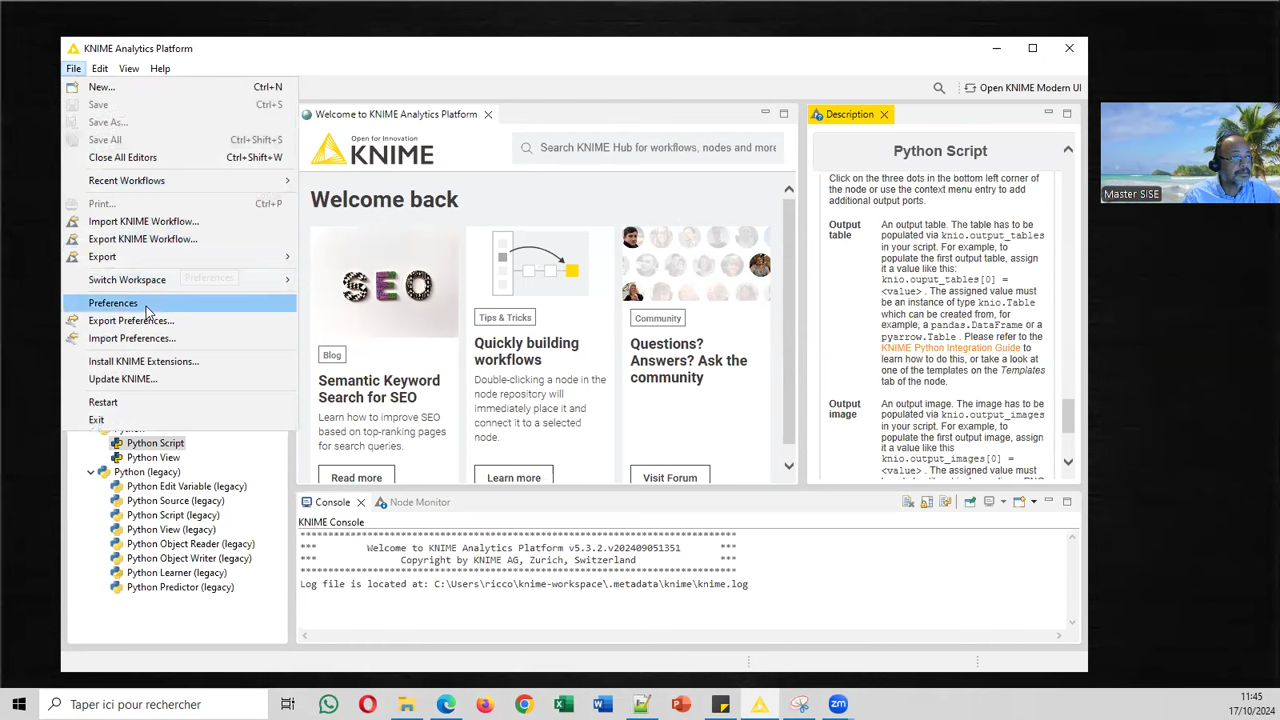 KNIME Analytics Platform
File Edit View Help
New... Ctrl+N
Save Ctrl+S
Save As...
Save All Ctrl+Shift+S
Close All Editors Ctrl+Shift+W
Recent Workflows
Print... Ctrl+P
Import KNIME Workflow...
Export KNIME Workflow...
Export
Switch Workspace
Preferences
Preferences
Export Preferences...
Import Preferences...
Install KNIME Extensions...
Update KNIME...
Restart
Exit
Python Script
Python View
Python (legacy)
Python Edit Variable (legacy)
Python Source (legacy)
Python Script (legacy)
Python View (legacy)
Python Object Reader (legacy)
Python Object Writer (legacy)
Python Learner (legacy)
Python Predictor (legacy)
Open KNIME Modern UI
Welcome to KNIME Analytics Platform
Open for Innovation
KNIME
Search KNIME Hub for workflows, nodes and more
Welcome back
SEO
Blog
Semantic Keyword
Search for SEO
Learn how to improve SEO
based on top-ranking pages
for search queries.
Read more
Tips & Tricks
Quickly building
workflows
Double-clicking a node in
the node repository
will immediately place it and
connect it to your selected
node.
Learn more
Community
Questions?
Answers? Ask the
community
Visit Forum
Description
Python Script
Click on the three dots in the bottom left corner of
the node or use the context menu entry to add
additional output ports.
Output
table
An output table. The table has to be
populated via knio.output_tables
in your script. For example, to
populate the first output table, assign
it a value like this:
knio.ouput_tables[0] =
<value> . The assigned value must
be an instance of type knio.Table
which can be created from, for
example, a pandas.DataFrame or a
pyarrow.Table . Please refer to the
KNIME Python Integration Guide to
learn how to do this, or take a look at
one of the templates on the Templates
tab of the node.
Output
image
An output image. The image has to be
populated via knio.output_images
in your script. For example, to
populate the first output image, assign
it a value like this
knio.output_images[0] =
<value> . The assigned value must
Console Node Monitor
KNIME Console
***********************************************************************
*** Welcome to KNIME Analytics Platform v5.3.2.v202409051351 ***
*** Copyright by KNIME AG, Zurich, Switzerland ***
***********************************************************************
Log file is located at: C:\Users\ricco\knime-workspace\.metadata\knime\knime.log
Master SISE
Taper ici pour rechercher
11:45
17/10/2024